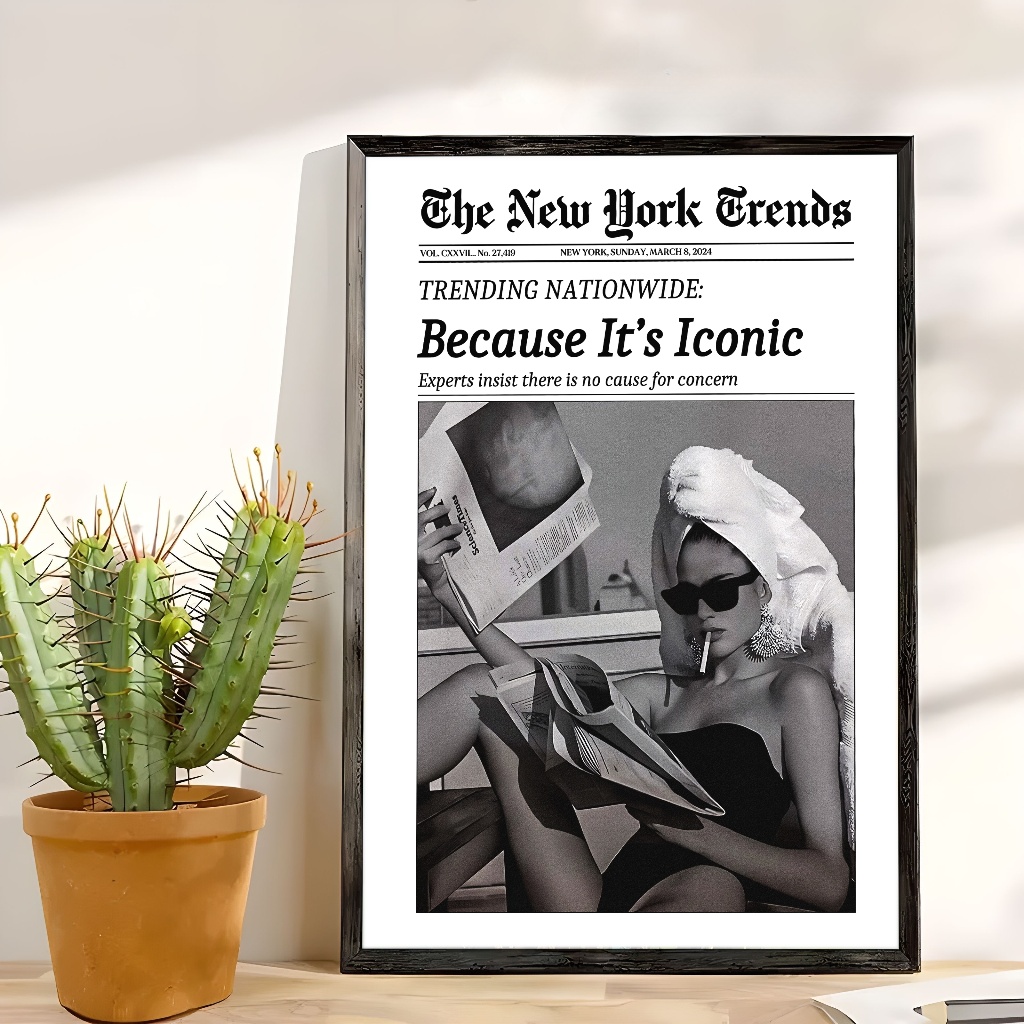 The New York Trends
VOL. CXXVII... No. 27,419 NEW YORK, SUNDAY, MARCH 8, 2024
TRENDING NATIONWIDE:
Because It's Iconic
Experts insist there is no cause for concern
ScienceTimes